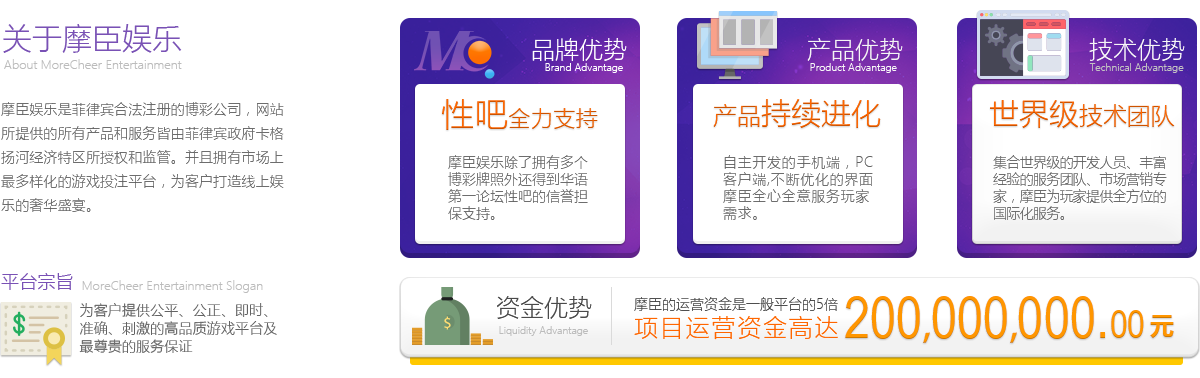 关于摩臣娱乐
About MoreCheer Entertainment
摩臣娱乐是菲律宾合法注册的博彩公司，网站
所提供的所有产品和服务皆由菲律宾政府卡格
扬河经济特区所授权和监管。并且拥有市场上
最多样化的游戏投注平台，为客户打造线上娱
乐的奢华盛宴。
平台宗旨 MoreCheer Entertainment Slogan
为客户提供公平、公正、即时、
准确、刺激的高品质游戏平台及
最尊贵的服务保证
MC
品牌优势
Brand Advantage
性吧全力支持
摩臣娱乐除了拥有多个
博彩牌照外还得到华语
第一论坛性吧的信誉担
保支持。
产品优势
Product Advantage
产品持续进化
自主开发的手机端，PC
客户端,不断优化的界面
摩臣全心全意服务玩家
需求。
技术优势
Technical Advantage
世界级技术团队
集合世界级的开发人员、丰富
经验的服务团队、市场营销专
家，摩臣为玩家提供全方位的
国际化服务。
资金优势
Liquidity Advantage
摩臣的运营资金是一般平台的5倍
项目运营资金高达 200,000,000.00 元